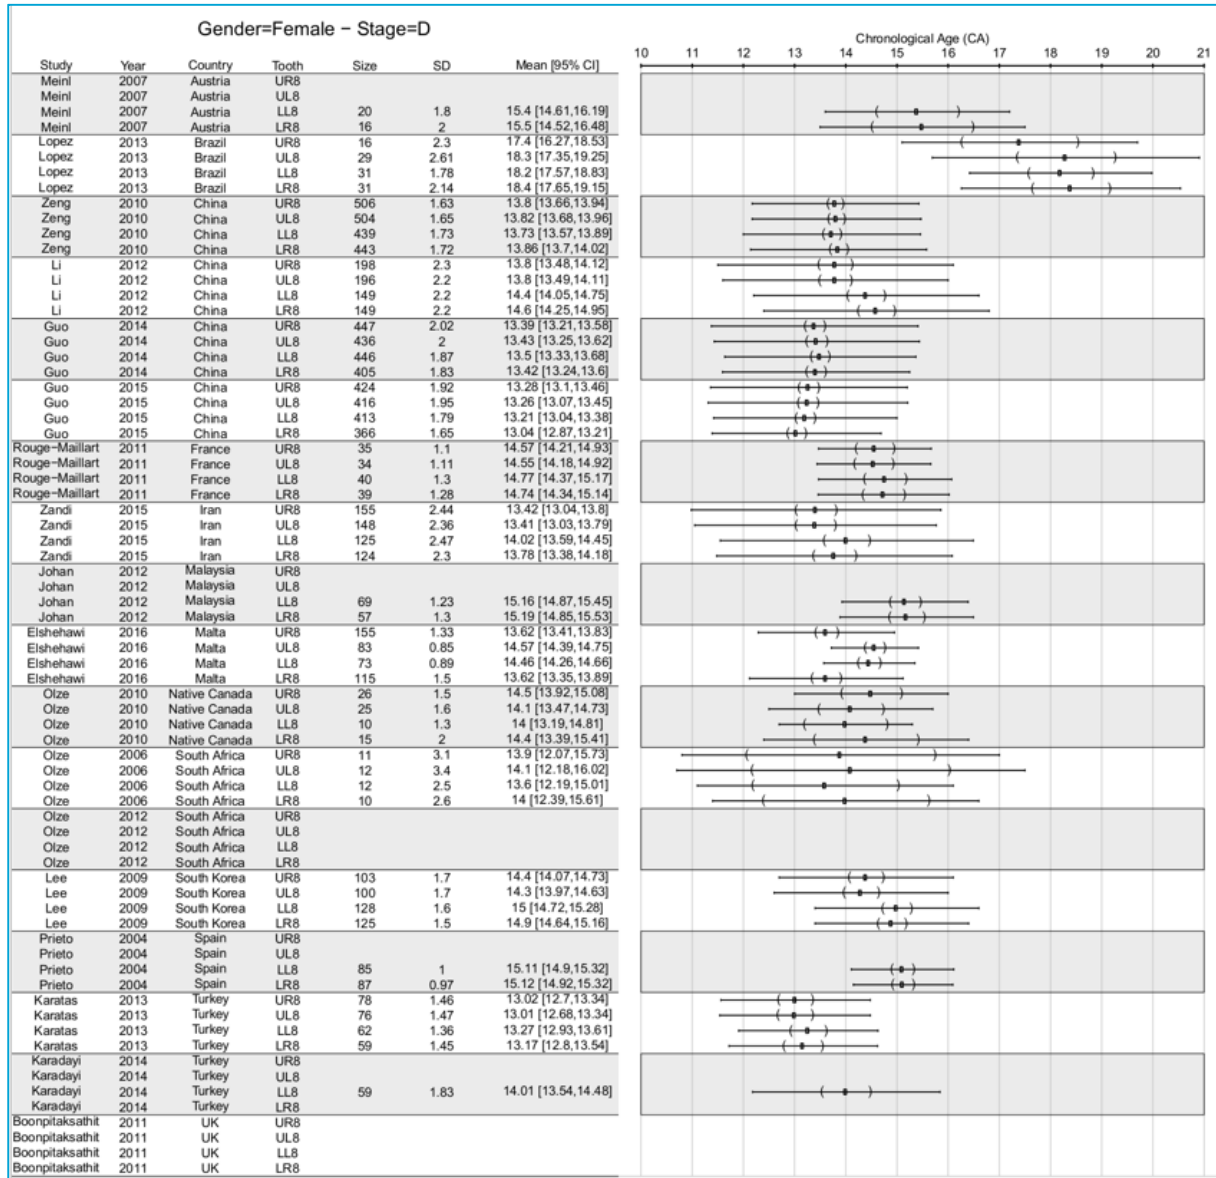 Gender=Female − Stage=D
Chronological Age (CA)
10 11 12 13 14 15 16 17 18 19 20 21
Study Year Country Tooth Size SD Mean [95% CI]
Meinl 2007 Austria UR8
Meinl 2007 Austria UL8
Meinl 2007 Austria LL8 20 1.8 15.4 [14.61,16.19]
Meinl 2007 Austria LR8 16 2 15.5 [14.52,16.48]
Lopez 2013 Brazil UR8 16 2.3 17.4 [16.27,18.53]
Lopez 2013 Brazil UL8 29 2.61 18.3 [17.35,19.25]
Lopez 2013 Brazil LL8 31 1.78 18.2 [17.57,18.83]
Lopez 2013 Brazil LR8 31 2.14 18.4 [17.65,19.15]
Zeng 2010 China UR8 506 1.63 13.8 [13.66,13.94]
Zeng 2010 China UL8 504 1.65 13.82 [13.68,13.96]
Zeng 2010 China LL8 439 1.73 13.73 [13.57,13.89]
Zeng 2010 China LR8 443 1.72 13.86 [13.7,14.02]
Li 2012 China UR8 198 2.3 13.8 [13.48,14.12]
Li 2012 China UL8 196 2.2 13.8 [13.49,14.11]
Li 2012 China LL8 149 2.2 14.4 [14.05,14.75]
Li 2012 China LR8 149 2.2 14.6 [14.25,14.95]
Guo 2014 China UR8 447 2.02 13.39 [13.21,13.58]
Guo 2014 China UL8 436 2 13.43 [13.25,13.62]
Guo 2014 China LL8 446 1.87 13.5 [13.33,13.68]
Guo 2014 China LR8 405 1.83 13.42 [13.24,13.6]
Guo 2015 China UR8 424 1.92 13.28 [13.1,13.46]
Guo 2015 China UL8 416 1.95 13.26 [13.07,13.45]
Guo 2015 China LL8 413 1.79 13.21 [13.04,13.38]
Guo 2015 China LR8 366 1.65 13.04 [12.87,13.21]
Rouge−Maillart 2011 France UR8 35 1.1 14.57 [14.21,14.93]
Rouge−Maillart 2011 France UL8 34 1.11 14.55 [14.18,14.92]
Rouge−Maillart 2011 France LL8 40 1.3 14.77 [14.37,15.17]
Rouge−Maillart 2011 France LR8 39 1.28 14.74 [14.34,15.14]
Zandi 2015 Iran UR8 155 2.44 13.42 [13.04,13.8]
Zandi 2015 Iran UL8 148 2.36 13.41 [13.03,13.79]
Zandi 2015 Iran LL8 125 2.47 14.02 [13.59,14.45]
Zandi 2015 Iran LR8 124 2.3 13.78 [13.38,14.18]
Johan 2012 Malaysia UR8
Johan 2012 Malaysia UL8
Johan 2012 Malaysia LL8 69 1.23 15.16 [14.87,15.45]
Johan 2012 Malaysia LR8 57 1.3 15.19 [14.85,15.53]
Elshehawi 2016 Malta UR8 155 1.33 13.62 [13.41,13.83]
Elshehawi 2016 Malta UL8 83 0.85 14.57 [14.39,14.75]
Elshehawi 2016 Malta LL8 73 0.89 14.46 [14.26,14.66]
Elshehawi 2016 Malta LR8 115 1.5 13.62 [13.35,13.89]
Olze 2010 Native Canada UR8 26 1.5 14.5 [13.92,15.08]
Olze 2010 Native Canada UL8 25 1.6 14.1 [13.47,14.73]
Olze 2010 Native Canada LL8 10 1.3 14 [13.19,14.81]
Olze 2010 Native Canada LR8 15 2 14.4 [13.39,15.41]
Olze 2006 South Africa UR8 11 3.1 13.9 [12.07,15.73]
Olze 2006 South Africa UL8 12 3.4 14.1 [12.18,16.02]
Olze 2006 South Africa LL8 12 2.5 13.6 [12.19,15.01]
Olze 2006 South Africa LR8 10 2.6 14 [12.39,15.61]
Olze 2012 South Africa UR8
Olze 2012 South Africa UL8
Olze 2012 South Africa LL8
Olze 2012 South Africa LR8
Lee 2009 South Korea UR8 103 1.7 14.4 [14.07,14.73]
Lee 2009 South Korea UL8 100 1.7 14.3 [13.97,14.63]
Lee 2009 South Korea LL8 128 1.6 15 [14.72,15.28]
Lee 2009 South Korea LR8 125 1.5 14.9 [14.64,15.16]
Prieto 2004 Spain UR8
Prieto 2004 Spain UL8
Prieto 2004 Spain LL8 85 1 15.11 [14.9,15.32]
Prieto 2004 Spain LR8 87 0.97 15.12 [14.92,15.32]
Karatas 2013 Turkey UR8 78 1.46 13.02 [12.7,13.34]
Karatas 2013 Turkey UL8 76 1.47 13.01 [12.68,13.34]
Karatas 2013 Turkey LL8 62 1.36 13.27 [12.93,13.61]
Karatas 2013 Turkey LR8 59 1.45 13.17 [12.8,13.54]
Karadayi 2014 Turkey UR8
Karadayi 2014 Turkey UL8
Karadayi 2014 Turkey LL8 59 1.83 14.01 [13.54,14.48]
Karadayi 2014 Turkey LR8
Boonpitaksathit 2011 UK UR8
Boonpitaksathit 2011 UK UL8
Boonpitaksathit 2011 UK LL8
Boonpitaksathit 2011 UK LR8